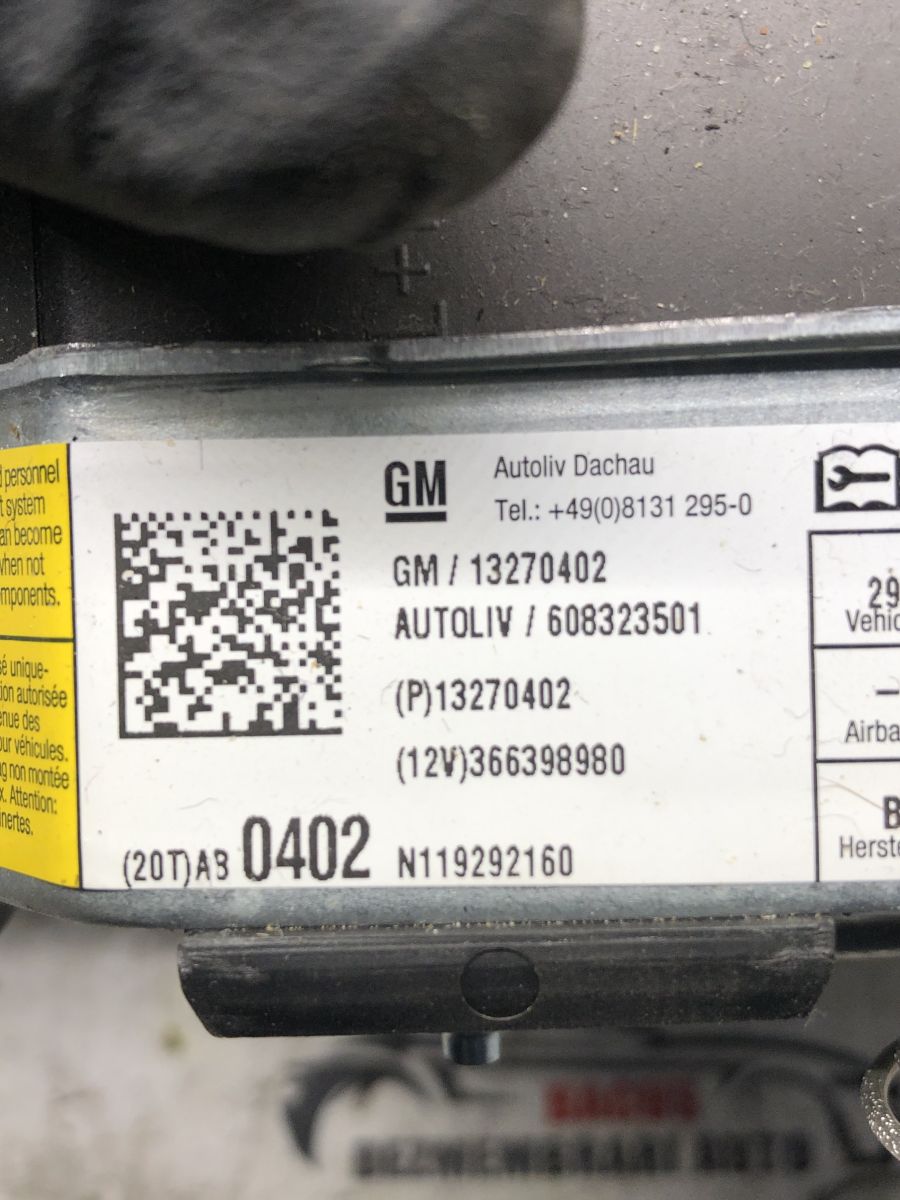 personnel
t system
an become
when not
mponents.
sé unique-
ion autorisée
enue des
our véhicules.
g non montée
x. Attention:
inertes.
GM
Autoliv Dachau
Tel.: +49(0)8131 295-0
GM / 13270402
AUTOLIV / 608323501
(P)13270402
(12V)366398980
(20T)AB 0402 N119292160
29
Vehic
Airba
B
Herste